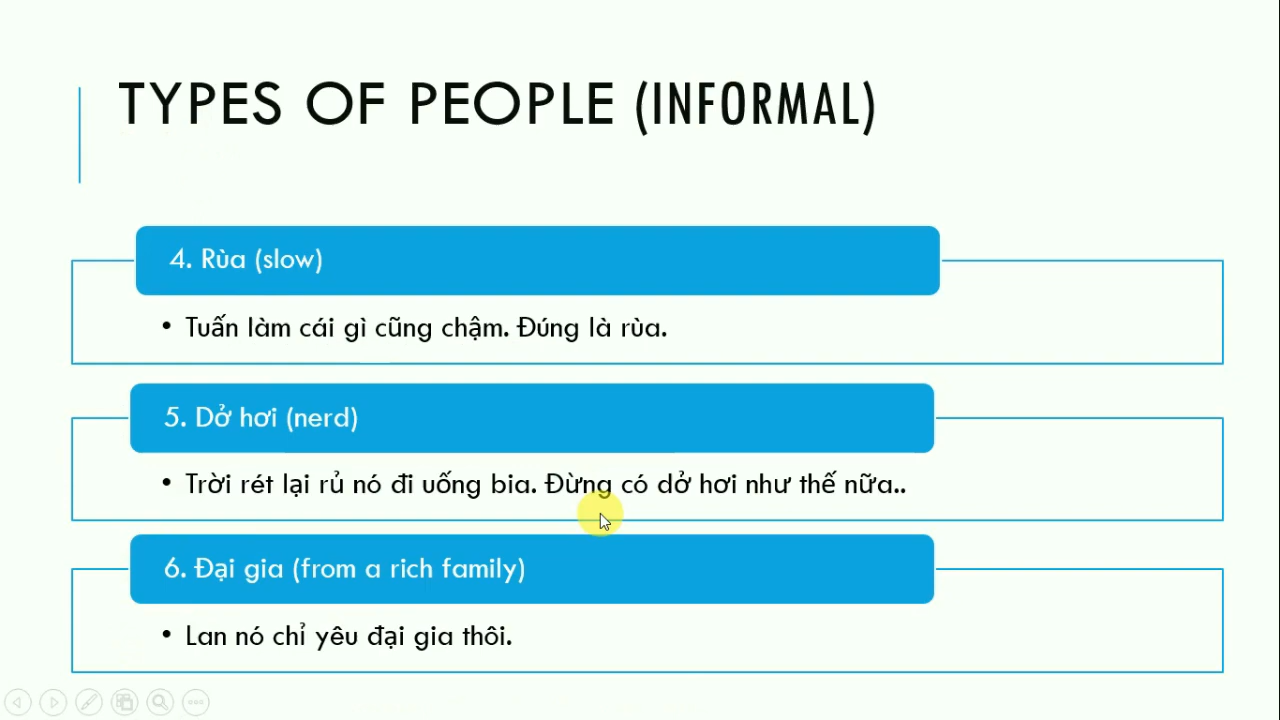 TYPES OF PEOPLE (INFORMAL)
4. Rùa (slow)
• Tuấn làm cái gì cũng chậm. Đúng là rùa.
5. Dở hơi (nerd)
• Trời rét lại rủ nó đi uống bia. Đừng có dở hơi như thế nữa..
6. Đại gia (from a rich family)
• Lan nó chỉ yêu đại gia thôi.